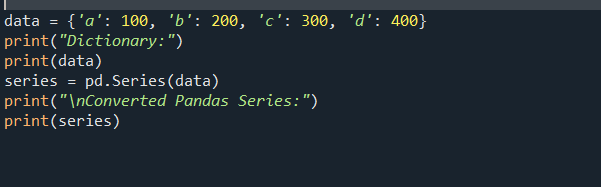 data = {'a': 100, 'b': 200, 'c': 300, 'd': 400}
print("Dictionary:")
print(data)
series = pd.Series(data)
print("\nConverted Pandas Series:")
print(series)